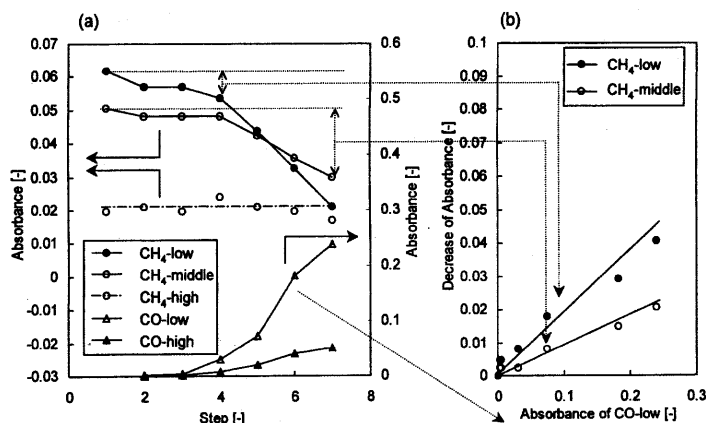 (a)
0.07
0.06
0.05
0.04
0.03
0.02
0.01
0
-0.01
-0.02
-0.03
Absorbance [-]
0.6
0.5
0.4
0.3
0.2
0.1
0
Absorbance [-]
CH4-low
CH4-middle
CH4-high
CO-low
CO-high
0 2 4 6 8
Step [-]
(b)
0.1
0.09
0.08
0.07
0.06
0.05
0.04
0.03
0.02
0.01
0
Decrease of Absorbance [-]
CH4-low
CH4-middle
0 0.1 0.2 0.3
Absorbance of CO-low [-]